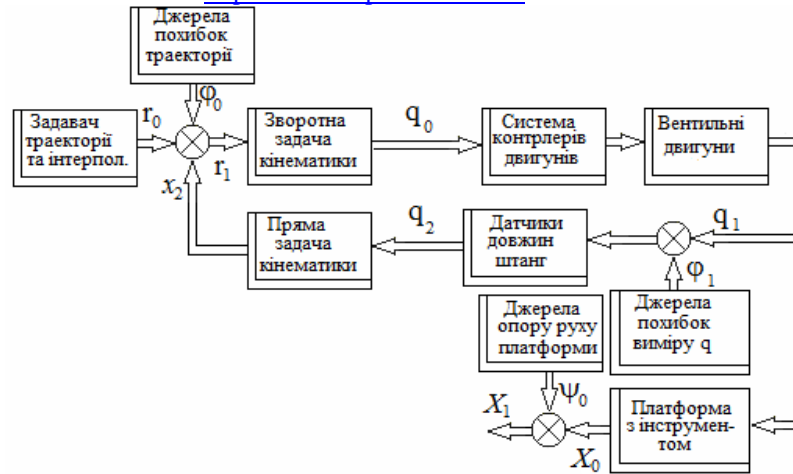 Джерела
похибок
траекторії
φ₀
Задавач
траекторії
та інтерпол.
r₀
r₁
x₂
Зворотна
задача
кінематики
q₀
Система
контрлерів
двигунів
Вентильні
двигуни
Пряма
задача
кінематики
q₂
Датчики
довжин
штанг
q₁
φ₁
Джерела
опору руху
платформи
Джерела
похибок
виміру q
ψ₀
X₁
X₀
Платформа
з інструмен-
том